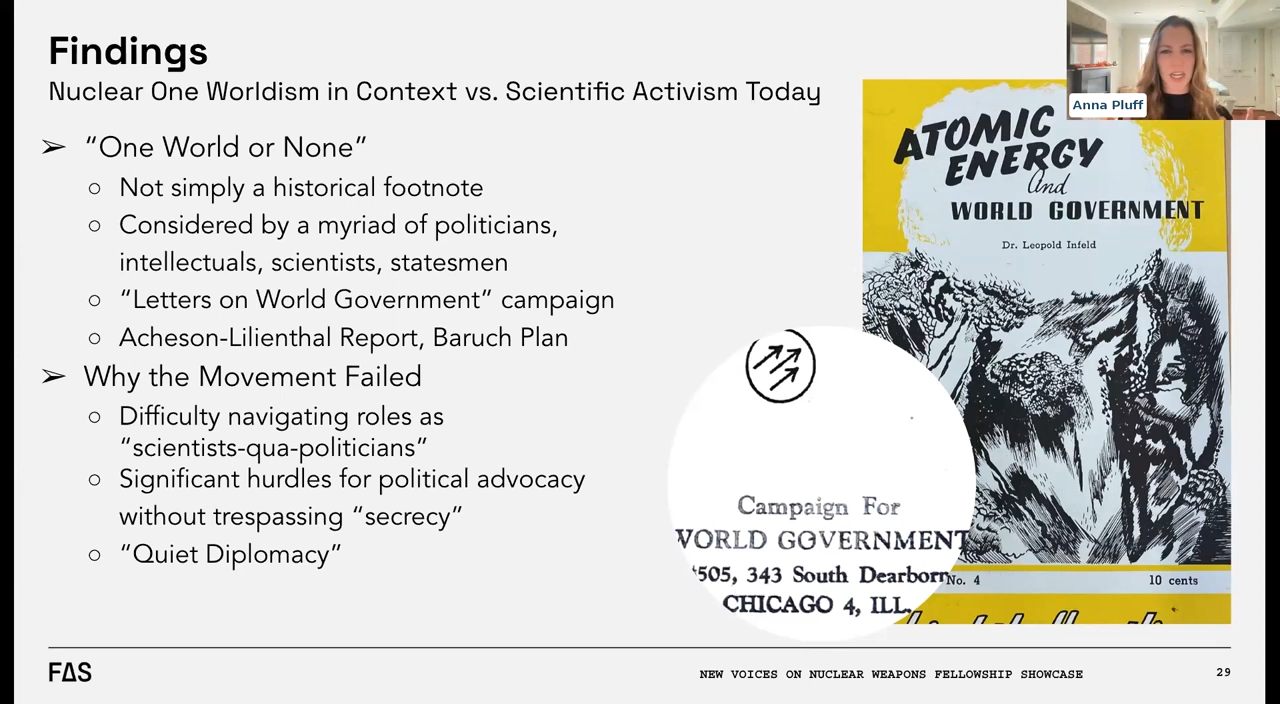 Findings
Nuclear One Worldism in Context vs. Scientific Activism Today
➢ “One World or None”
○ Not simply a historical footnote
○ Considered by a myriad of politicians,
intellectuals, scientists, statesmen
○ “Letters on World Government” campaign
○ Acheson-Lilienthal Report, Baruch Plan
➢ Why the Movement Failed
○ Difficulty navigating roles as
“scientists-qua-politicians”
○ Significant hurdles for political advocacy
without trespassing “secrecy”
○ “Quiet Diplomacy”
Anna Pluff
ATOMIC
ENERGY
And
WORLD GOVERNMENT
Dr. Leopold Infeld
No. 4 10 cents
Campaign For
WORLD GOVERNMENT
505, 343 South Dearborn
CHICAGO 4, ILL.
FAS
NEW VOICES ON NUCLEAR WEAPONS FELLOWSHIP SHOWCASE
29